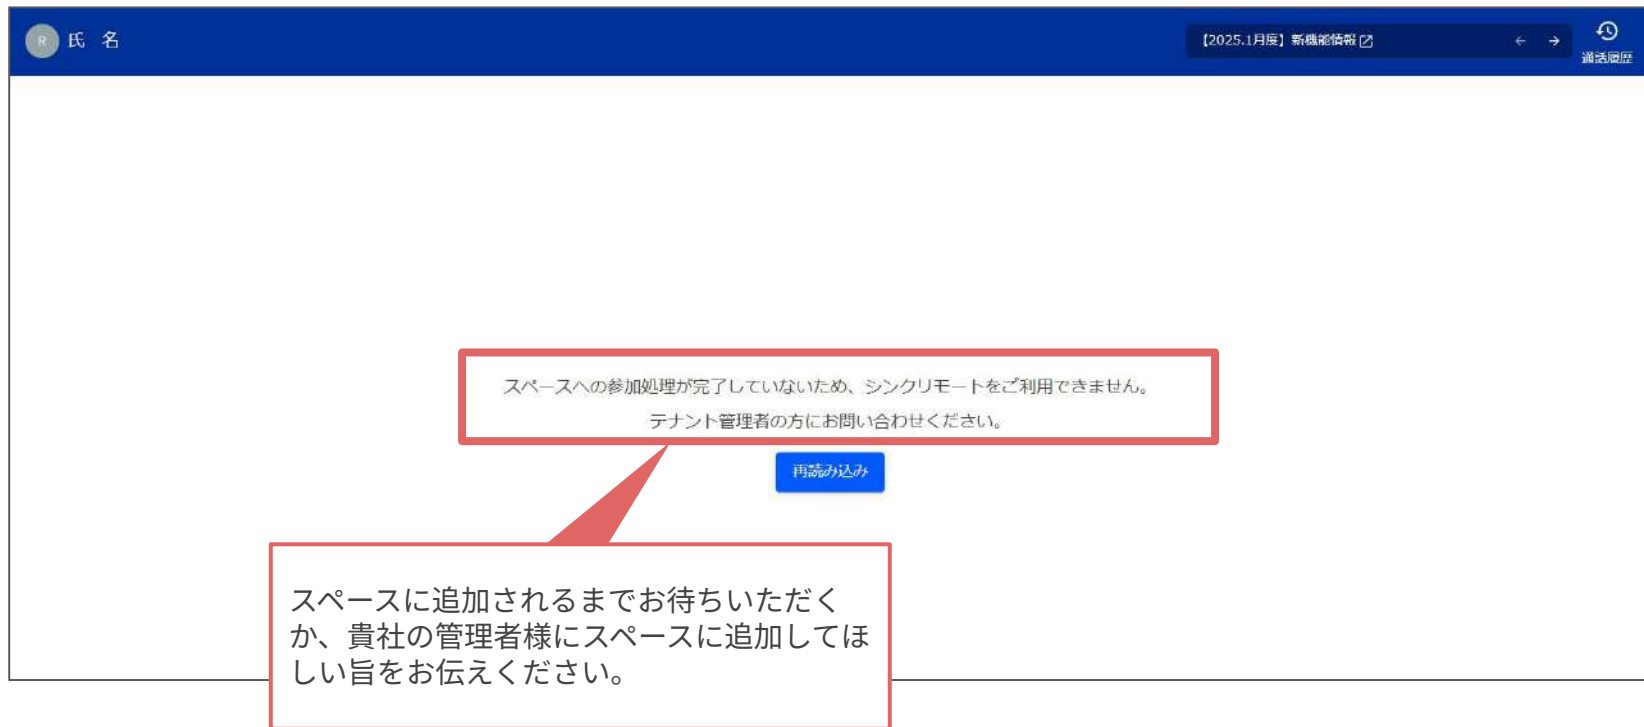 R 氏 名
【2025.1月度】新機能情報
← →
通話履歴
スペースへの参加処理が完了していないため、シンクリモートをご利用できません。
テナント管理者の方にお問い合わせください。
再読み込み
スペースに追加されるまでお待ちいただく
か、貴社の管理者様にスペースに追加してほ
しい旨をお伝えください。